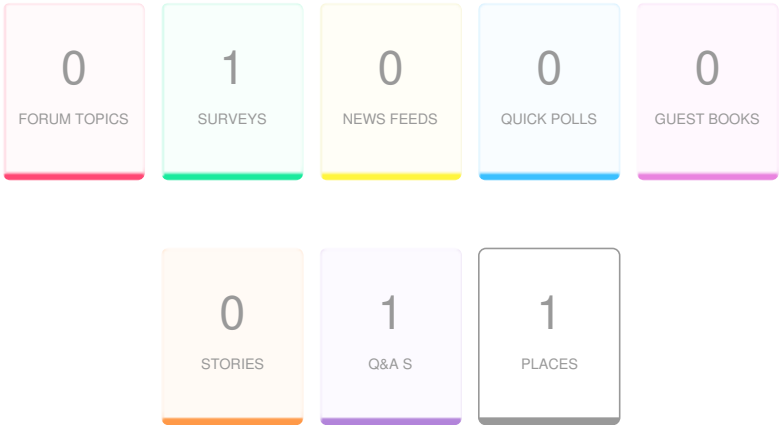 0 1 0 0 0
FORUM TOPICS SURVEYS NEWS FEEDS QUICK POLLS GUEST BOOKS
0 1 1
STORIES Q&A S PLACES